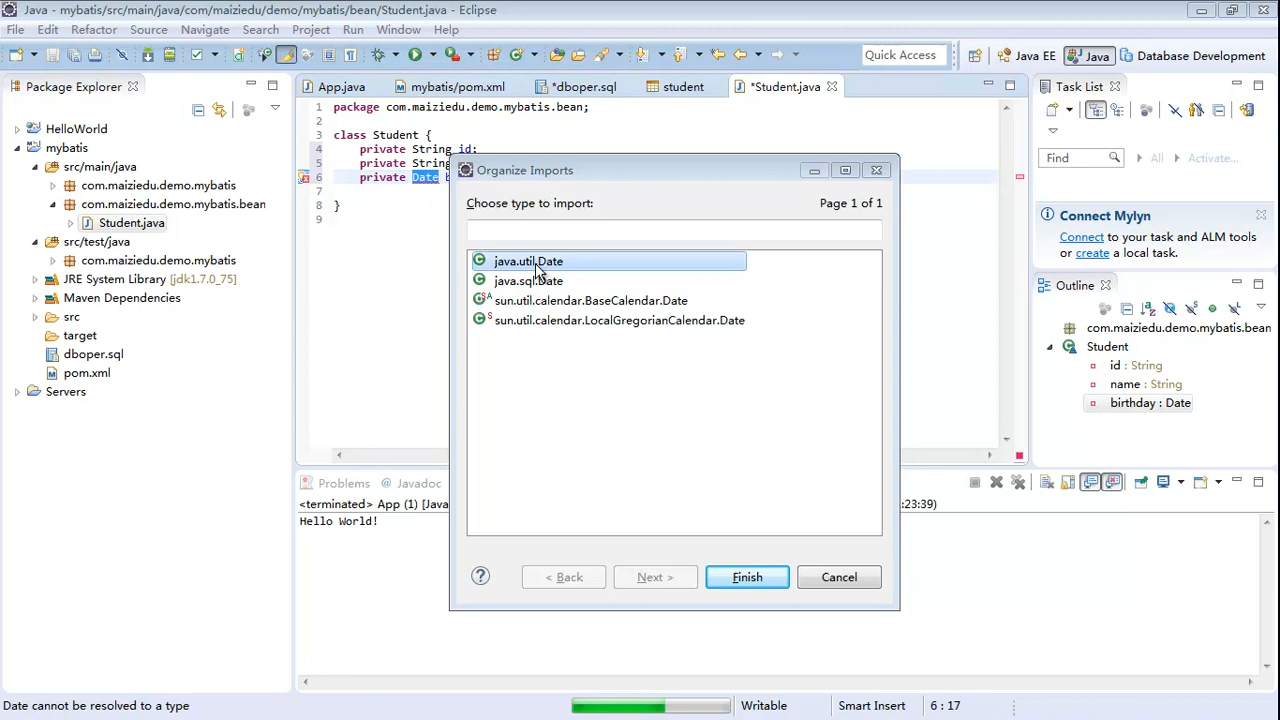 Java - mybatis/src/main/java/com/maiziedu/demo/mybatis/bean/Student.java - Eclipse
File Edit Refactor Source Navigate Search Project Run Window Help
Quick Access
Java EE
Java
Database Development
Package Explorer
HelloWorld
mybatis
src/main/java
com.maiziedu.demo.mybatis
com.maiziedu.demo.mybatis.bean
Student.java
src/test/java
com.maiziedu.demo.mybatis
JRE System Library [jdk1.7.0_75]
Maven Dependencies
src
target
dboper.sql
pom.xml
Servers
App.java
mybatis/pom.xml
*dboper.sql
student
*Student.java
1 package com.maiziedu.demo.mybatis.bean;
2
3 class Student {
4 private String id;
5 private String
6 private Date
7
8 }
9
Organize Imports
Choose type to import:
Page 1 of 1
java.util.Date
java.sql.Date
sun.util.calendar.BaseCalendar.Date
sun.util.calendar.LocalGregorianCalendar.Date
< Back
Next >
Finish
Cancel
Task List
Find
All
Activate...
Connect Mylyn
Connect to your task and ALM tools
or create a local task.
Outline
com.maiziedu.demo.mybatis.bean
Student
id : String
name : String
birthday : Date
Problems
Javadoc
<terminated> App (1) [Java
:23:39)
Hello World!
Date cannot be resolved to a type
Writable
Smart Insert
6 : 17